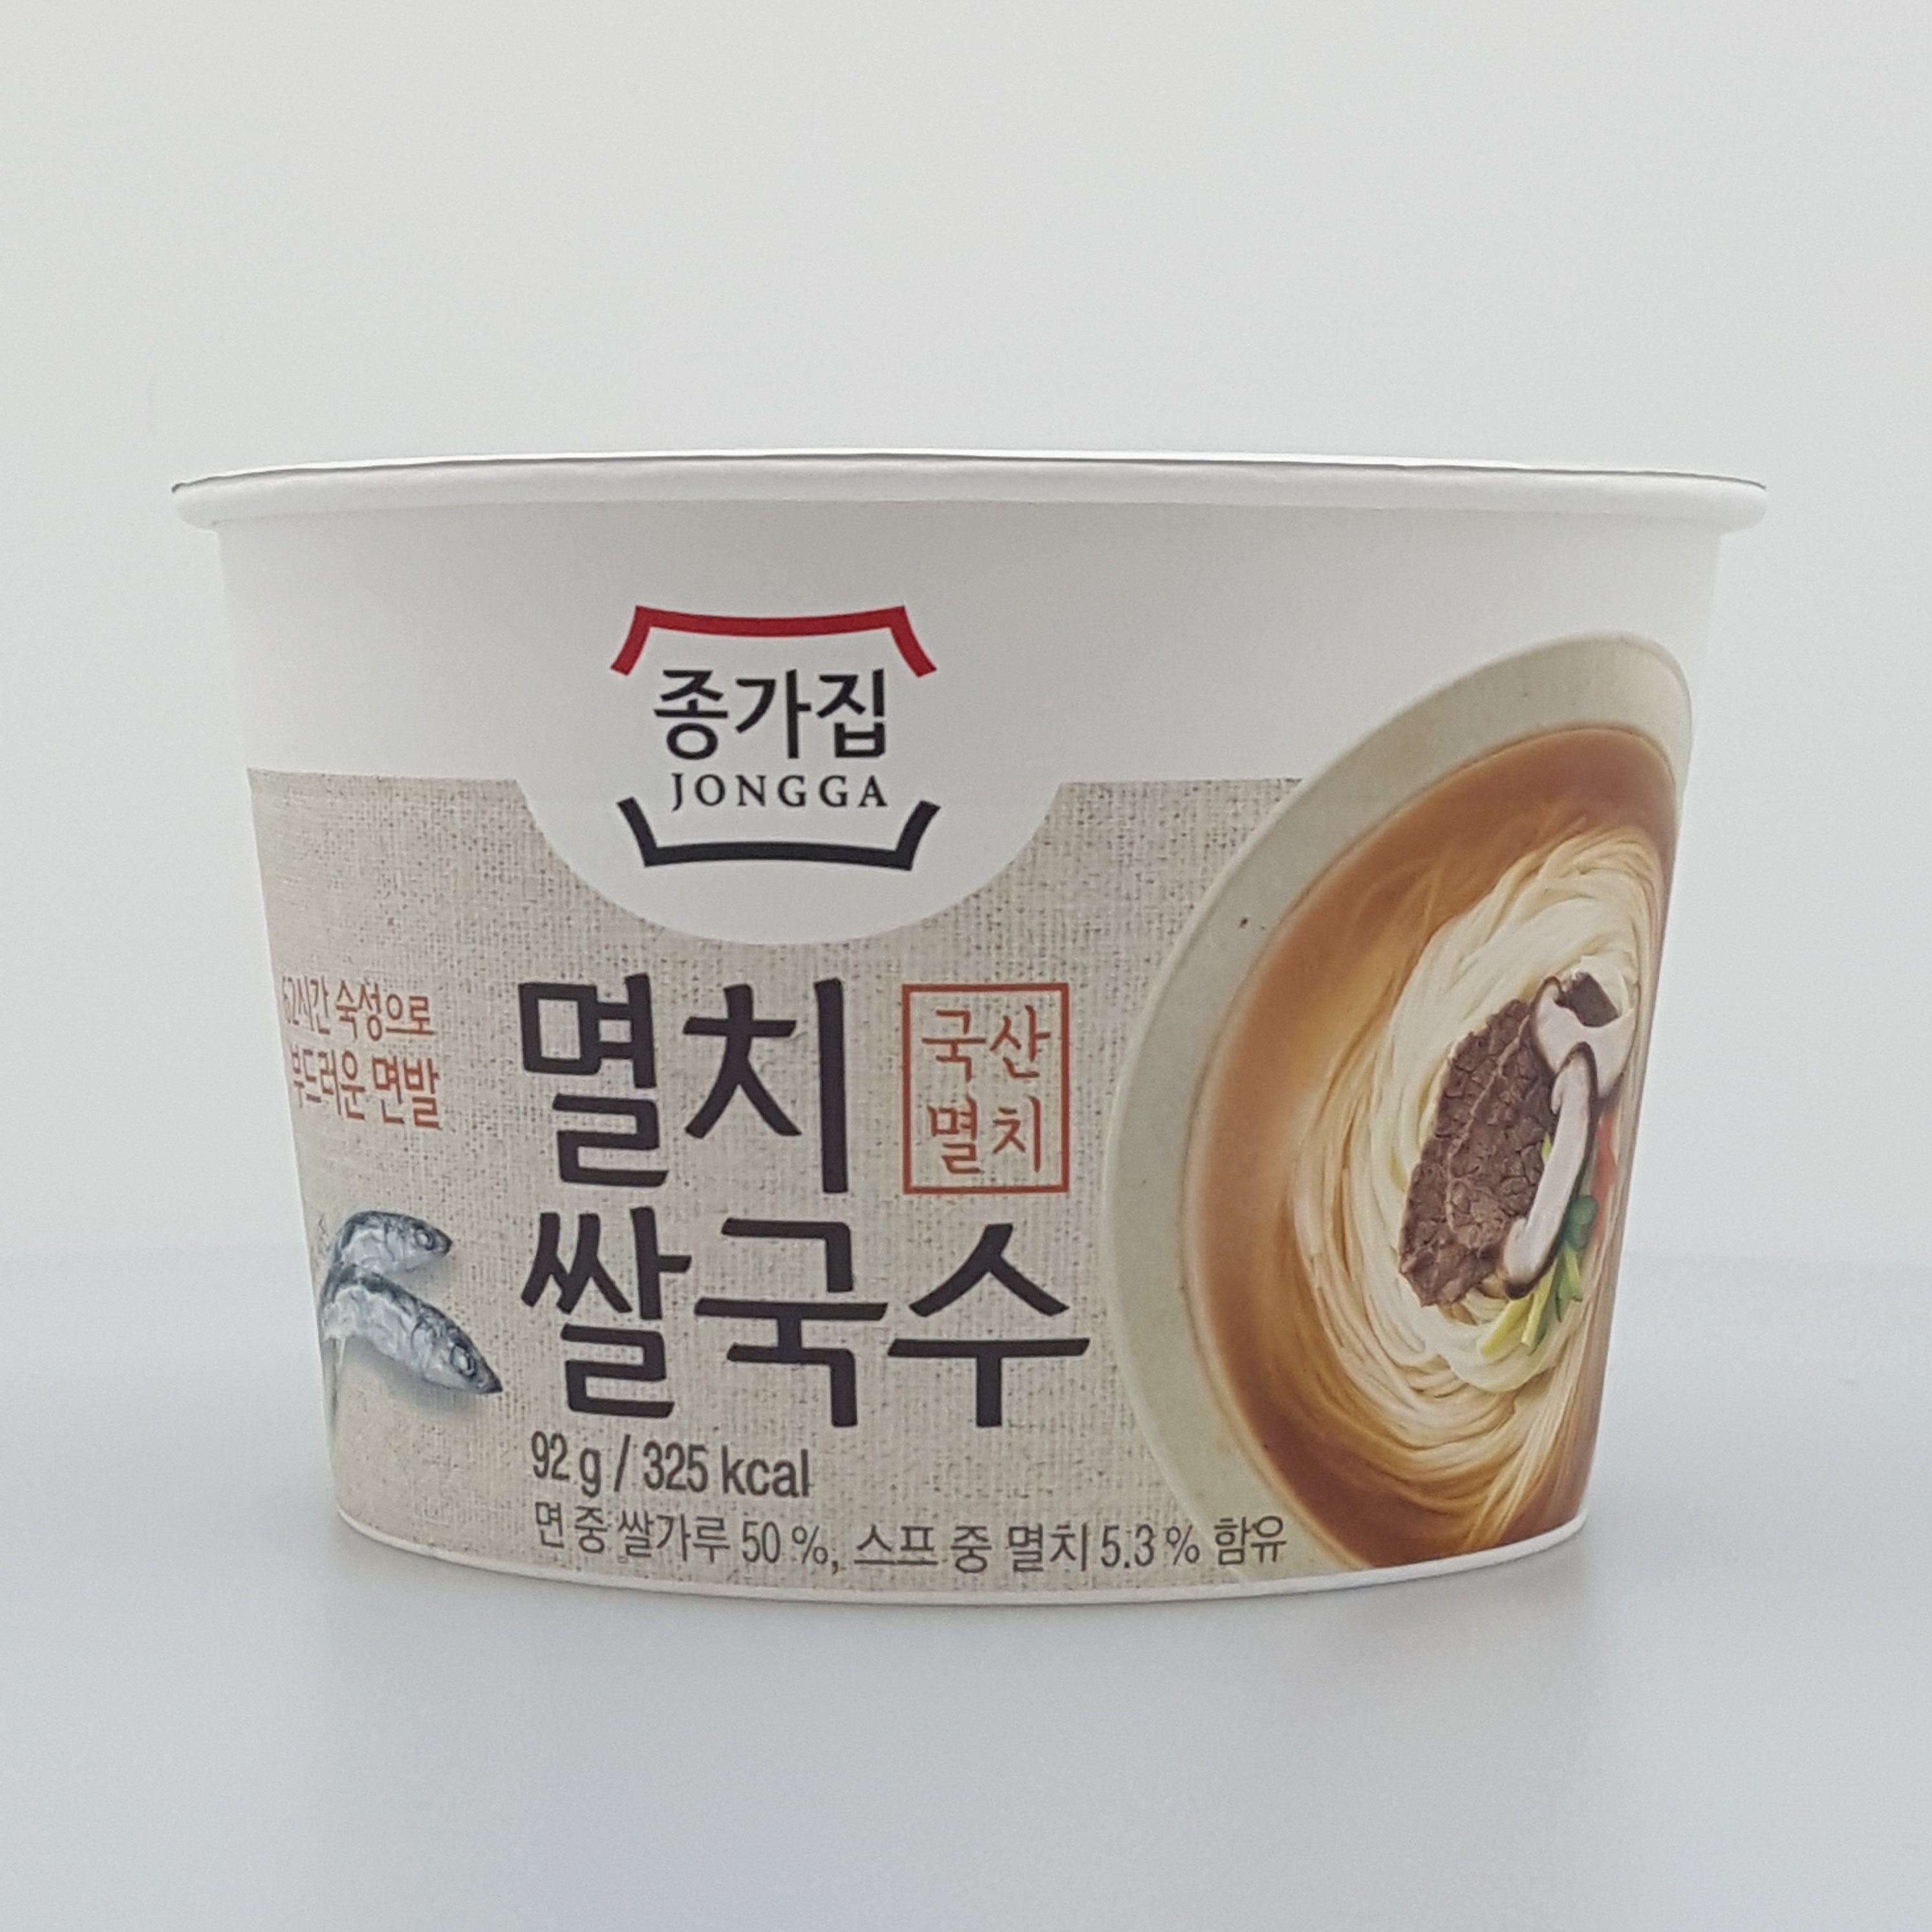 종가집
JONGGA
62시간 숙성으로
부드러운 면발
멸치
국산
멸치
쌀국수
92 g / 325 kcal
면 중 쌀가루 50 %, 스프 중 멸치 5.3 % 함유